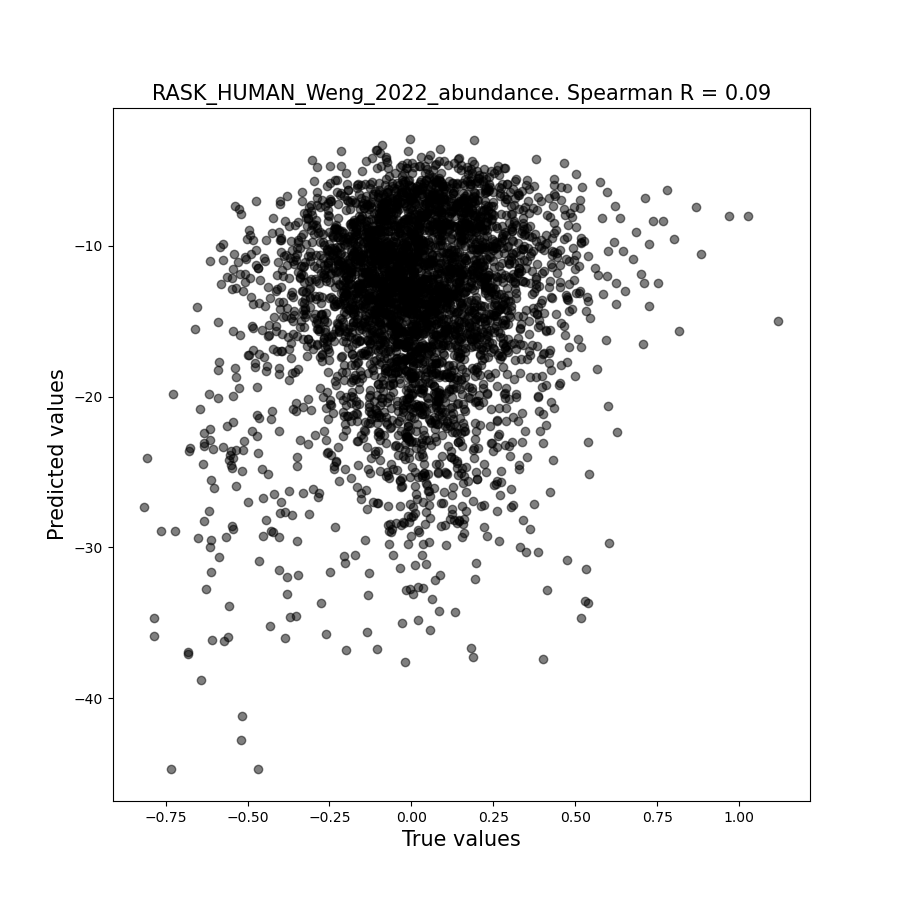 RASK_HUMAN_Weng_2022_abundance. Spearman R = 0.09
Predicted values
−10
−20
−30
−40
−0.75 −0.50 −0.25 0.00 0.25 0.50 0.75 1.00
True values